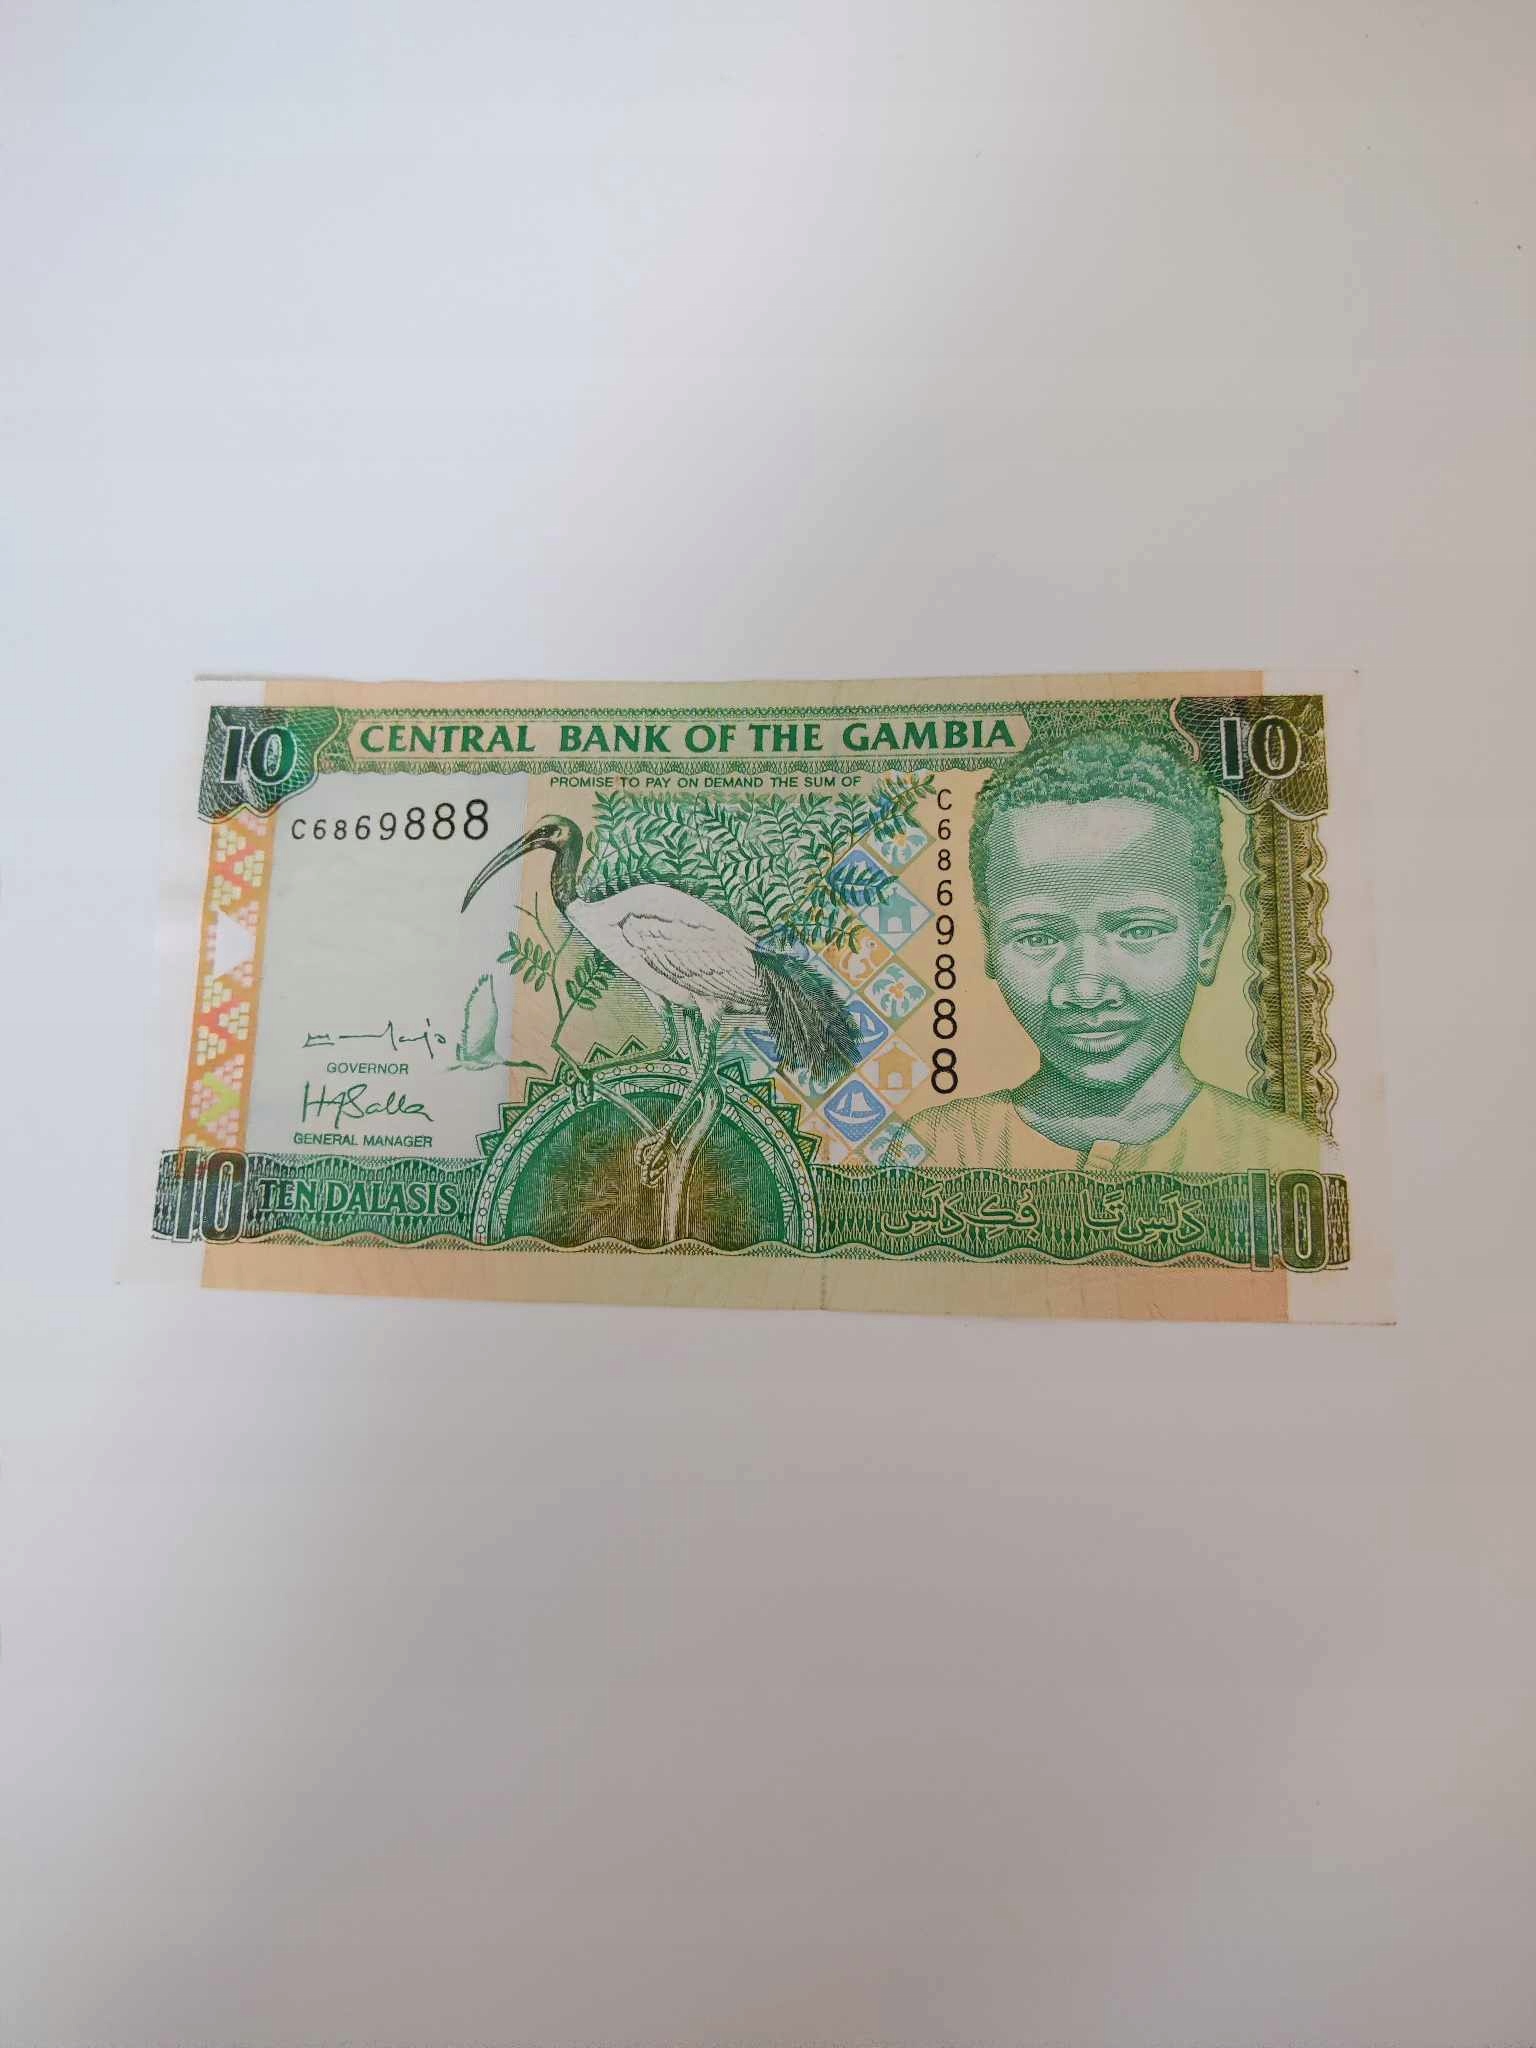 10 CENTRAL BANK OF THE GAMBIA 10
PROMISE TO PAY ON DEMAND THE SUM OF
C6869888
C6869888
GOVERNOR
GENERAL MANAGER
10 TEN DALASIS
10